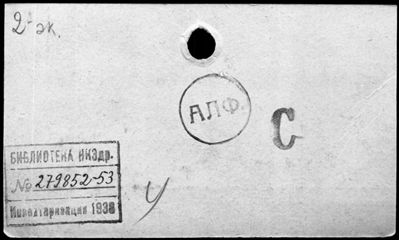 2-эк.
АЛФ.
С
БИБЛИОТЕКА НКЗдр.
№ 279852-53
Инвентаризация 1938
У